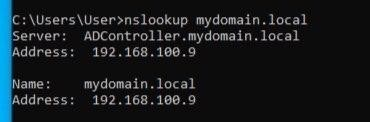 C:\Users\User>nslookup mydomain.local
Server:  ADController.mydomain.local
Address:  192.168.100.9
Name:    mydomain.local
Address:  192.168.100.9